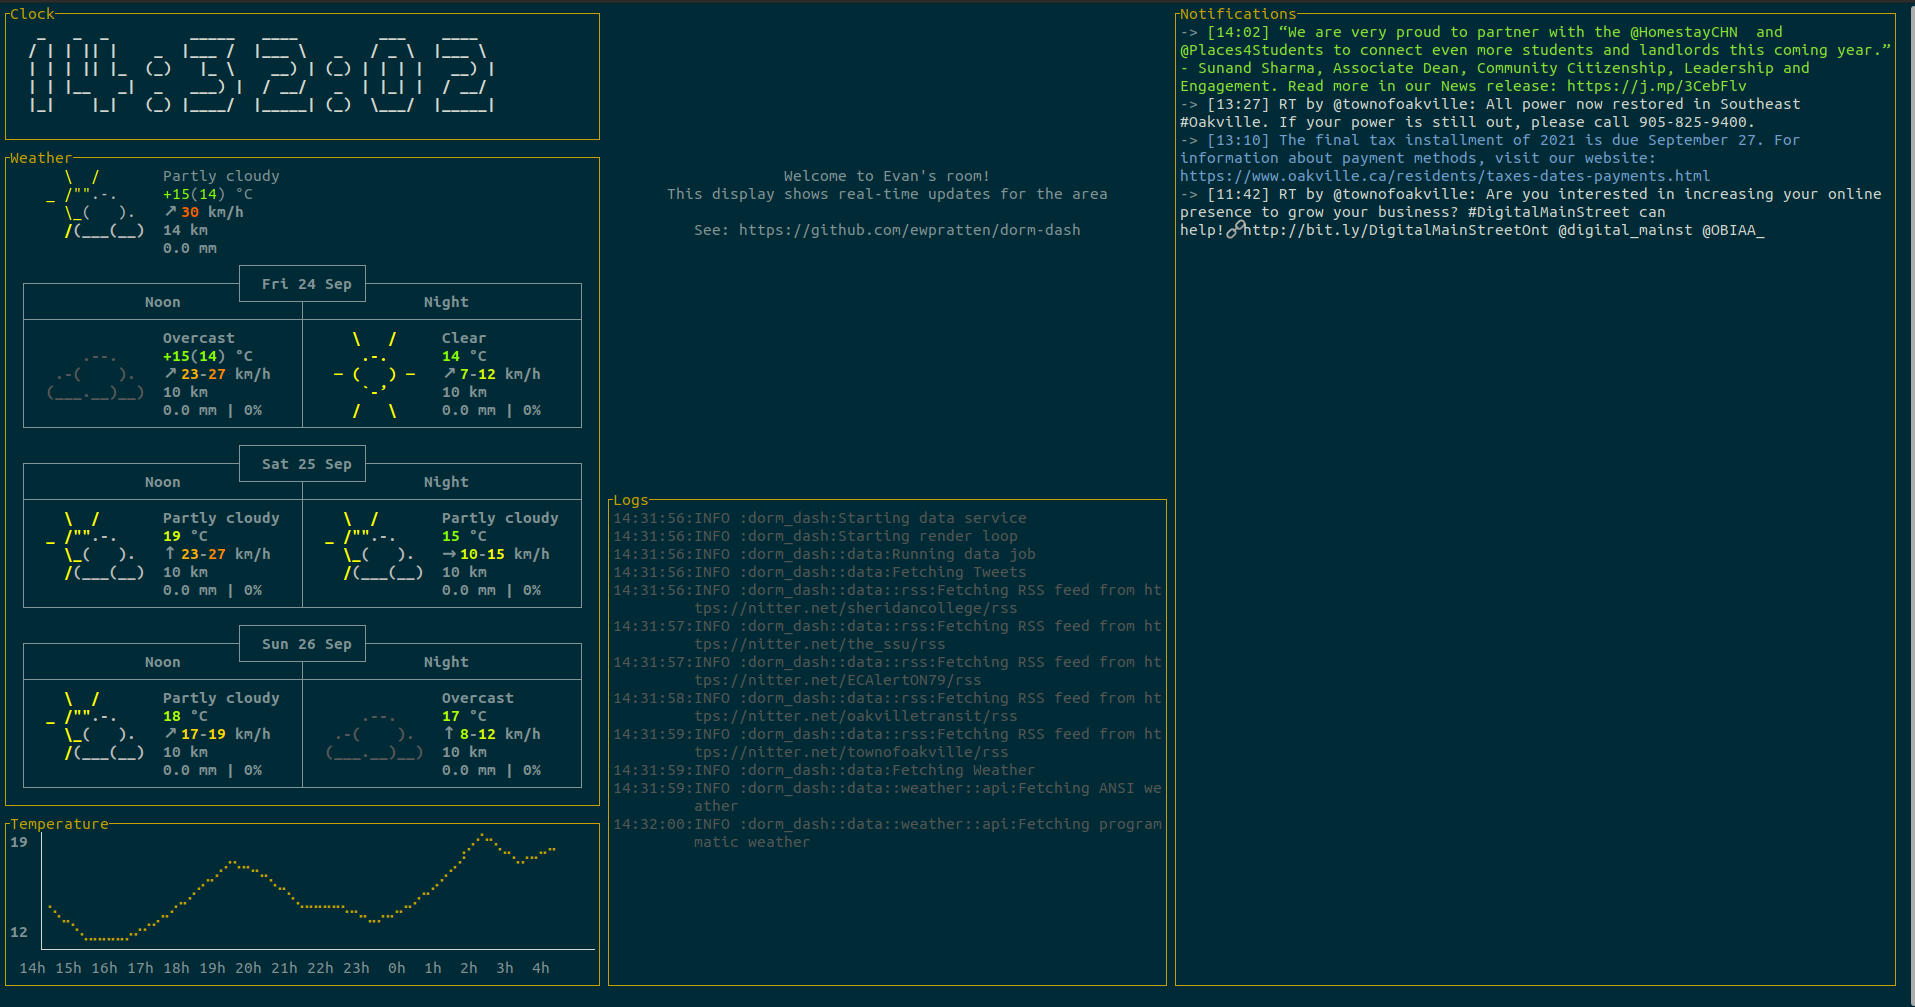 Clock
14:32:02
Weather
Partly cloudy
+15(14) °C
↗ 30 km/h
14 km
0.0 mm
Fri 24 Sep
Noon Night
Overcast Clear
+15(14) °C 14 °C
↗ 23-27 km/h ↗ 7-12 km/h
10 km 10 km
0.0 mm | 0% 0.0 mm | 0%
Sat 25 Sep
Noon Night
Partly cloudy Partly cloudy
19 °C 15 °C
↑ 23-27 km/h → 10-15 km/h
10 km 10 km
0.0 mm | 0% 0.0 mm | 0%
Sun 26 Sep
Noon Night
Partly cloudy Overcast
18 °C 17 °C
↗ 17-19 km/h ↑ 8-12 km/h
10 km 10 km
0.0 mm | 0% 0.0 mm | 0%
Temperature
19
12
14h 15h 16h 17h 18h 19h 20h 21h 22h 23h 0h 1h 2h 3h 4h
Welcome to Evan's room!
This display shows real-time updates for the area
See: https://github.com/ewpratten/dorm-dash
Logs
14:31:56:INFO :dorm_dash:Starting data service
14:31:56:INFO :dorm_dash:Starting render loop
14:31:56:INFO :dorm_dash::data:Running data job
14:31:56:INFO :dorm_dash::data:Fetching Tweets
14:31:56:INFO :dorm_dash::data::rss:Fetching RSS feed from ht
tps://nitter.net/sheridancollege/rss
14:31:57:INFO :dorm_dash::data::rss:Fetching RSS feed from ht
tps://nitter.net/the_ssu/rss
14:31:57:INFO :dorm_dash::data::rss:Fetching RSS feed from ht
tps://nitter.net/ECAlertON79/rss
14:31:58:INFO :dorm_dash::data::rss:Fetching RSS feed from ht
tps://nitter.net/oakvilletransit/rss
14:31:59:INFO :dorm_dash::data::rss:Fetching RSS feed from ht
tps://nitter.net/townofoakville/rss
14:31:59:INFO :dorm_dash::data:Fetching Weather
14:31:59:INFO :dorm_dash::data::weather::api:Fetching ANSI we
ather
14:32:00:INFO :dorm_dash::data::weather::api:Fetching program
matic weather
Notifications
-> [14:02] “We are very proud to partner with the @HomestayCHN and
@Places4Students to connect even more students and landlords this coming year.”
- Sunand Sharma, Associate Dean, Community Citizenship, Leadership and
Engagement. Read more in our News release: https://j.mp/3CebFlv
-> [13:27] RT by @townofoakville: All power now restored in Southeast
#Oakville. If your power is still out, please call 905-825-9400.
-> [13:10] The final tax installment of 2021 is due September 27. For
information about payment methods, visit our website:
https://www.oakville.ca/residents/taxes-dates-payments.html
-> [11:42] RT by @townofoakville: Are you interested in increasing your online
presence to grow your business? #DigitalMainStreet can
help!🔗http://bit.ly/DigitalMainStreetOnt @digital_mainst @OBIAA_